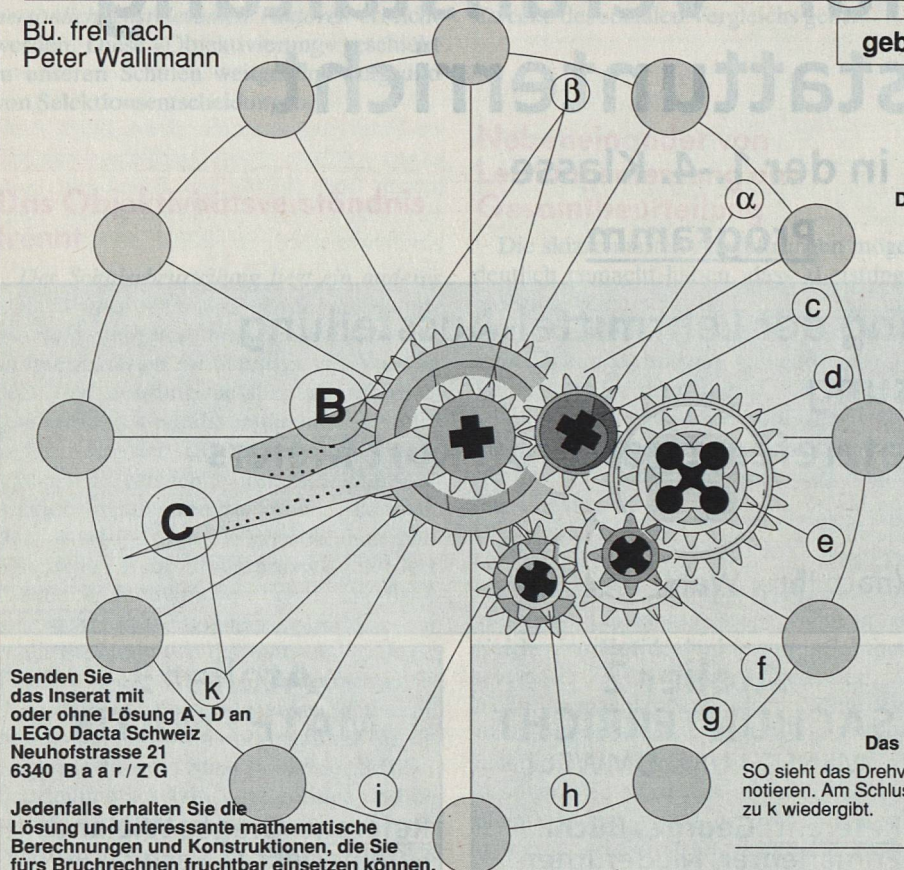 Bü. frei nach
Peter Wallimann
geb
β
α
c
d
B
C
e
f
k
g
i
h
Senden Sie
das Inserat mit
oder ohne Lösung A - D an
LEGO Dacta Schweiz
Neuhofstrasse 21
6340 B a a r / Z G
Jedenfalls erhalten Sie die
Lösung und interessante mathematische
Berechnungen und Konstruktionen, die Sie
fürs Bruchrechnen fruchtbar einsetzen können.
D
Das
SO sieht das Drehv
notieren. Am Schlus
zu k wiedergibt.